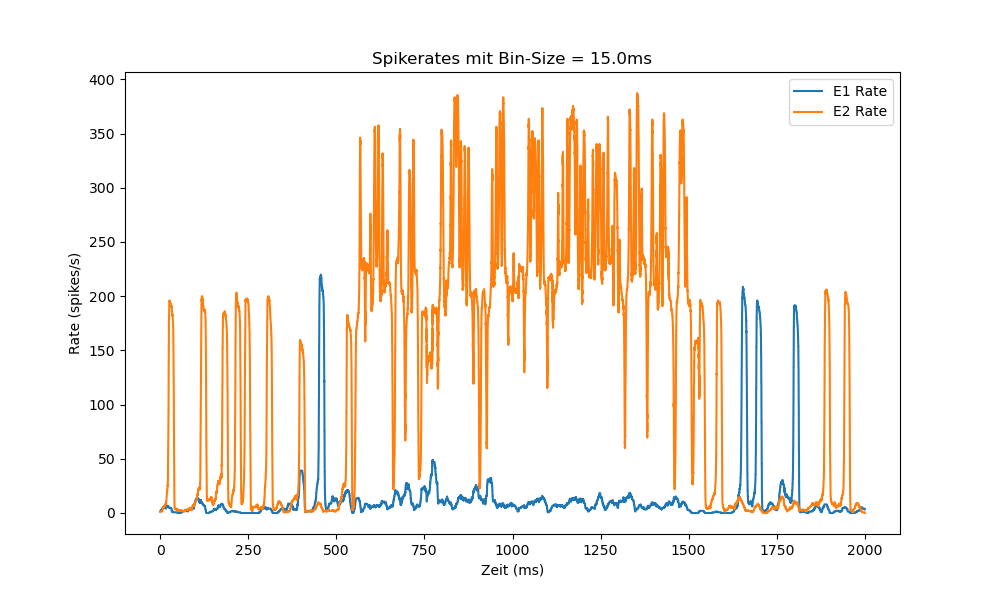 Spikerates mit Bin-Size = 15.0ms
E1 Rate
E2 Rate
Rate (spikes/s)
400
350
300
250
200
150
100
50
0
0 250 500 750 1000 1250 1500 1750 2000
Zeit (ms)